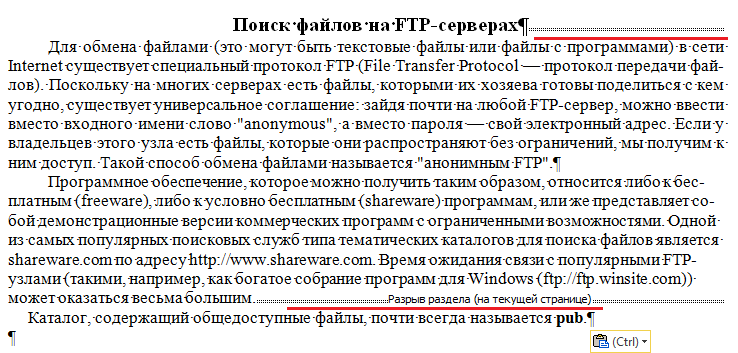 Поиск файлов на FTP-серверах¶
Для обмена файлами (это могут быть текстовые файлы или файлы с программами) в сети
Internet существует специальный протокол FTP (File Transfer Protocol — протокол передачи фай-
лов). Поскольку на многих серверах есть файлы, которыми их хозяева готовы поделиться с кем
угодно, существует универсальное соглашение: зайдя почти на любой FTP-сервер, можно ввести
вместо входного имени слово "anonymous", а вместо пароля — свой электронный адрес. Если у
владельцев этого узла есть файлы, которые они распространяют без ограничений, мы получим к
ним доступ. Такой способ обмена файлами называется "анонимным FTP".¶
Программное обеспечение, которое можно получить таким образом, относится либо к бес-
платным (freeware), либо к условно бесплатным (shareware) программам, или же представляет со-
бой демонстрационные версии коммерческих программ с ограниченными возможностями. Одной
из самых популярных поисковых служб типа тематических каталогов для поиска файлов является
shareware.com по адресу http://www.shareware.com. Время ожидания связи с популярными FTP-
узлами (такими, например, как богатое собрание программ для Windows (ftp://ftp.winsite.com))
может оказаться весьма большим. Разрыв раздела (на текущей странице)
Каталог, содержащий общедоступные файлы, почти всегда называется pub.¶
¶ (Ctrl)